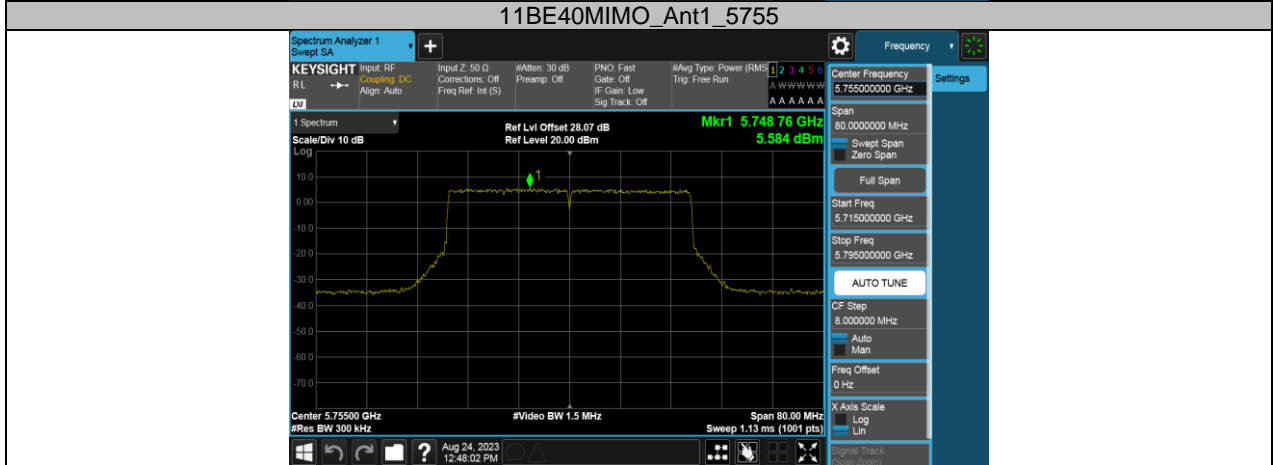 11BE40MIMO_Ant1_5755
Spectrum Analyzer 1
Swept SA
+
Frequency
KEYSIGHT
RL
LXI
Input: RF
Coupling: DC
Align: Auto
Input Z: 50 Ω
Corrections: Off
Freq Ref: Int (S)
#Atten: 30 dB
Preamp: Off
PNO: Fast
Gate: Off
IF Gain: Low
Sig Track: Off
#Avg Type: Power (RMS
Trig: Free Run
1 2 3 4 5 6
A W W W W W
A A A A A A
1 Spectrum
Scale/Div 10 dB
Log
Ref Lvl Offset 28.07 dB
Ref Level 20.00 dBm
Mkr1 5.748 76 GHz
5.584 dBm
1
10.0
0.00
-10.0
-20.0
-30.0
-40.0
-50.0
-60.0
-70.0
Center 5.75500 GHz
#Res BW 300 kHz
#Video BW 1.5 MHz
Span 80.00 MHz
Sweep 1.13 ms (1001 pts)
?
Aug 24, 2023
12:48:02 PM
Center Frequency
5.755000000 GHz
Settings
Span
80.0000000 MHz
Swept Span
Zero Span
Full Span
Start Freq
5.715000000 GHz
Stop Freq
5.795000000 GHz
AUTO TUNE
CF Step
8.000000 MHz
Auto
Man
Freq Offset
0 Hz
X Axis Scale
Log
Lin
Signal Track
(Span Zoom)